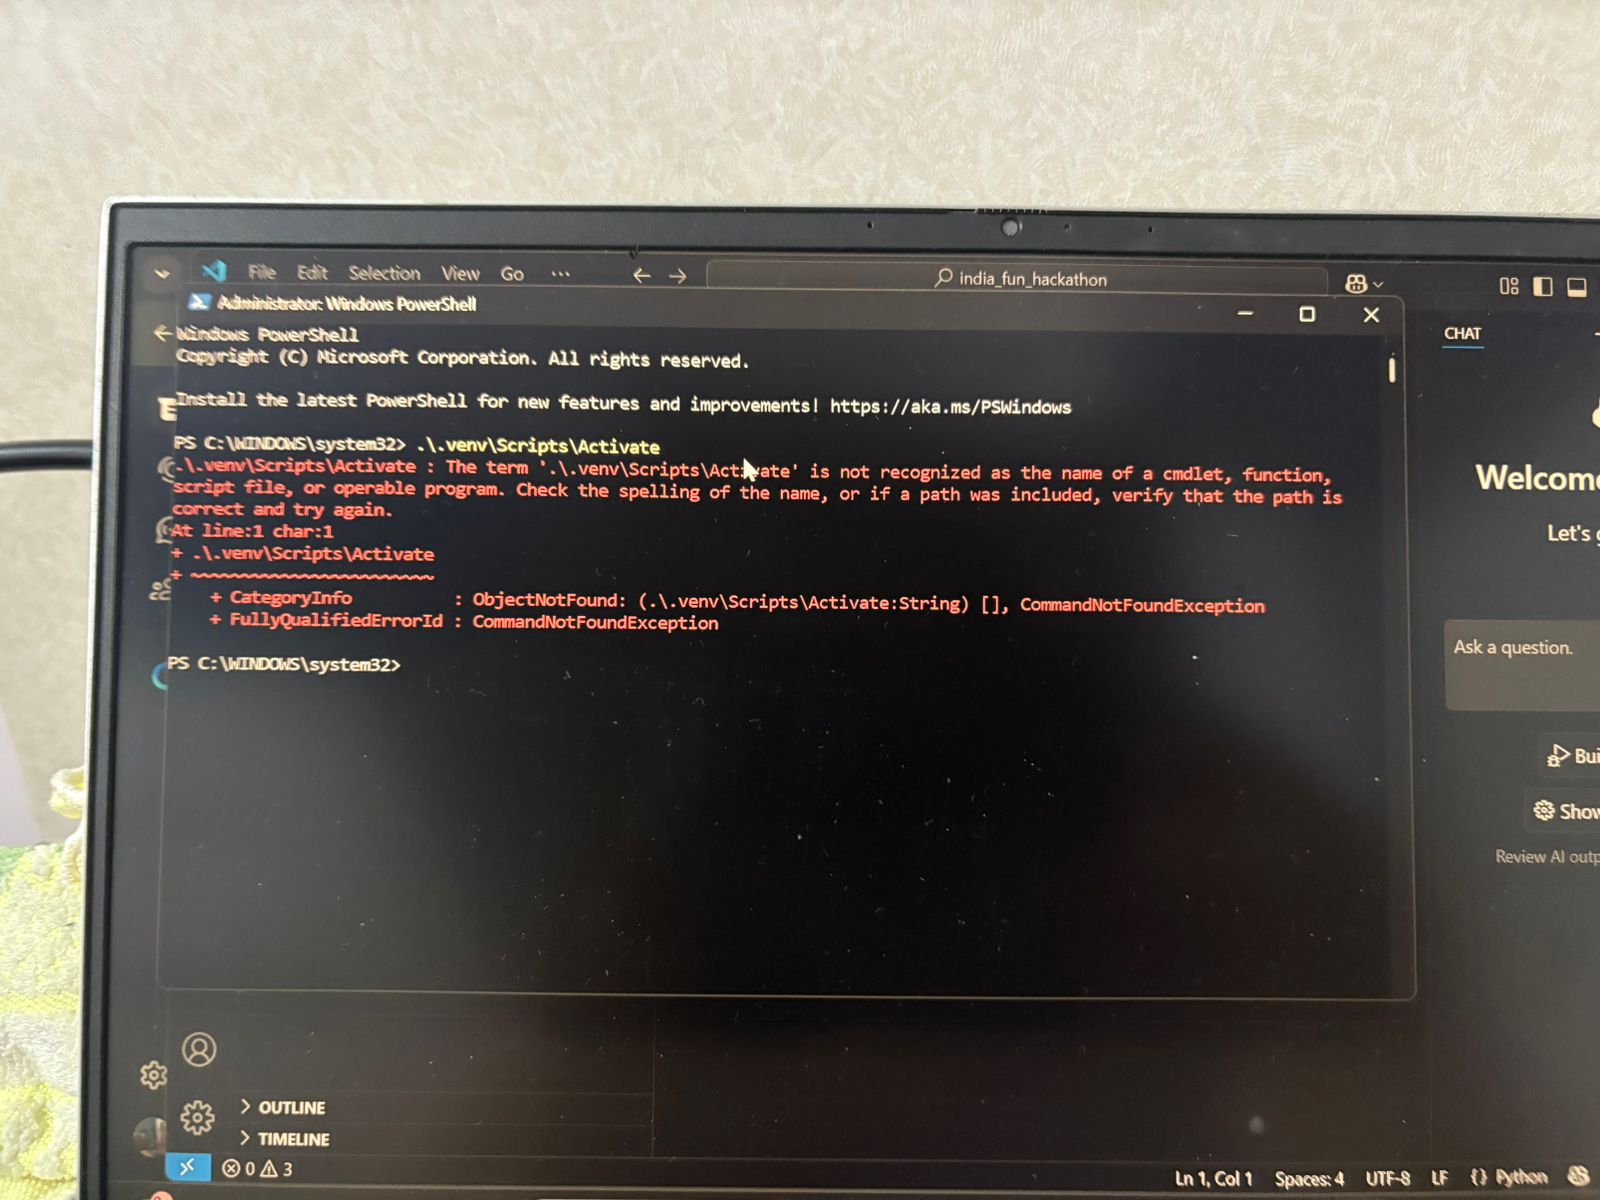 File Edit Selection View Go ...
india_fun_hackathon
Administrator: Windows PowerShell
Windows PowerShell
Copyright (C) Microsoft Corporation. All rights reserved.
Install the latest PowerShell for new features and improvements! https://aka.ms/PSWindows
PS C:\WINDOWS\system32> .\.venv\Scripts\Activate
.\.venv\Scripts\Activate : The term '.\.venv\Scripts\Activate' is not recognized as the name of a cmdlet, function,
script file, or operable program. Check the spelling of the name, or if a path was included, verify that the path is
correct and try again.
At line:1 char:1
+ .\.venv\Scripts\Activate
+ ~~~~~~~~~~~~~~~~~~~~~~~~
+ CategoryInfo : ObjectNotFound: (.\.venv\Scripts\Activate:String) [], CommandNotFoundException
+ FullyQualifiedErrorId : CommandNotFoundException
PS C:\WINDOWS\system32>
CHAT
Welcome
Let's
Ask a question.
Bui
Show
Review AI outp
OUTLINE
TIMELINE
0 3
Ln 1, Col 1 Spaces: 4 UTF-8 LF {} Python